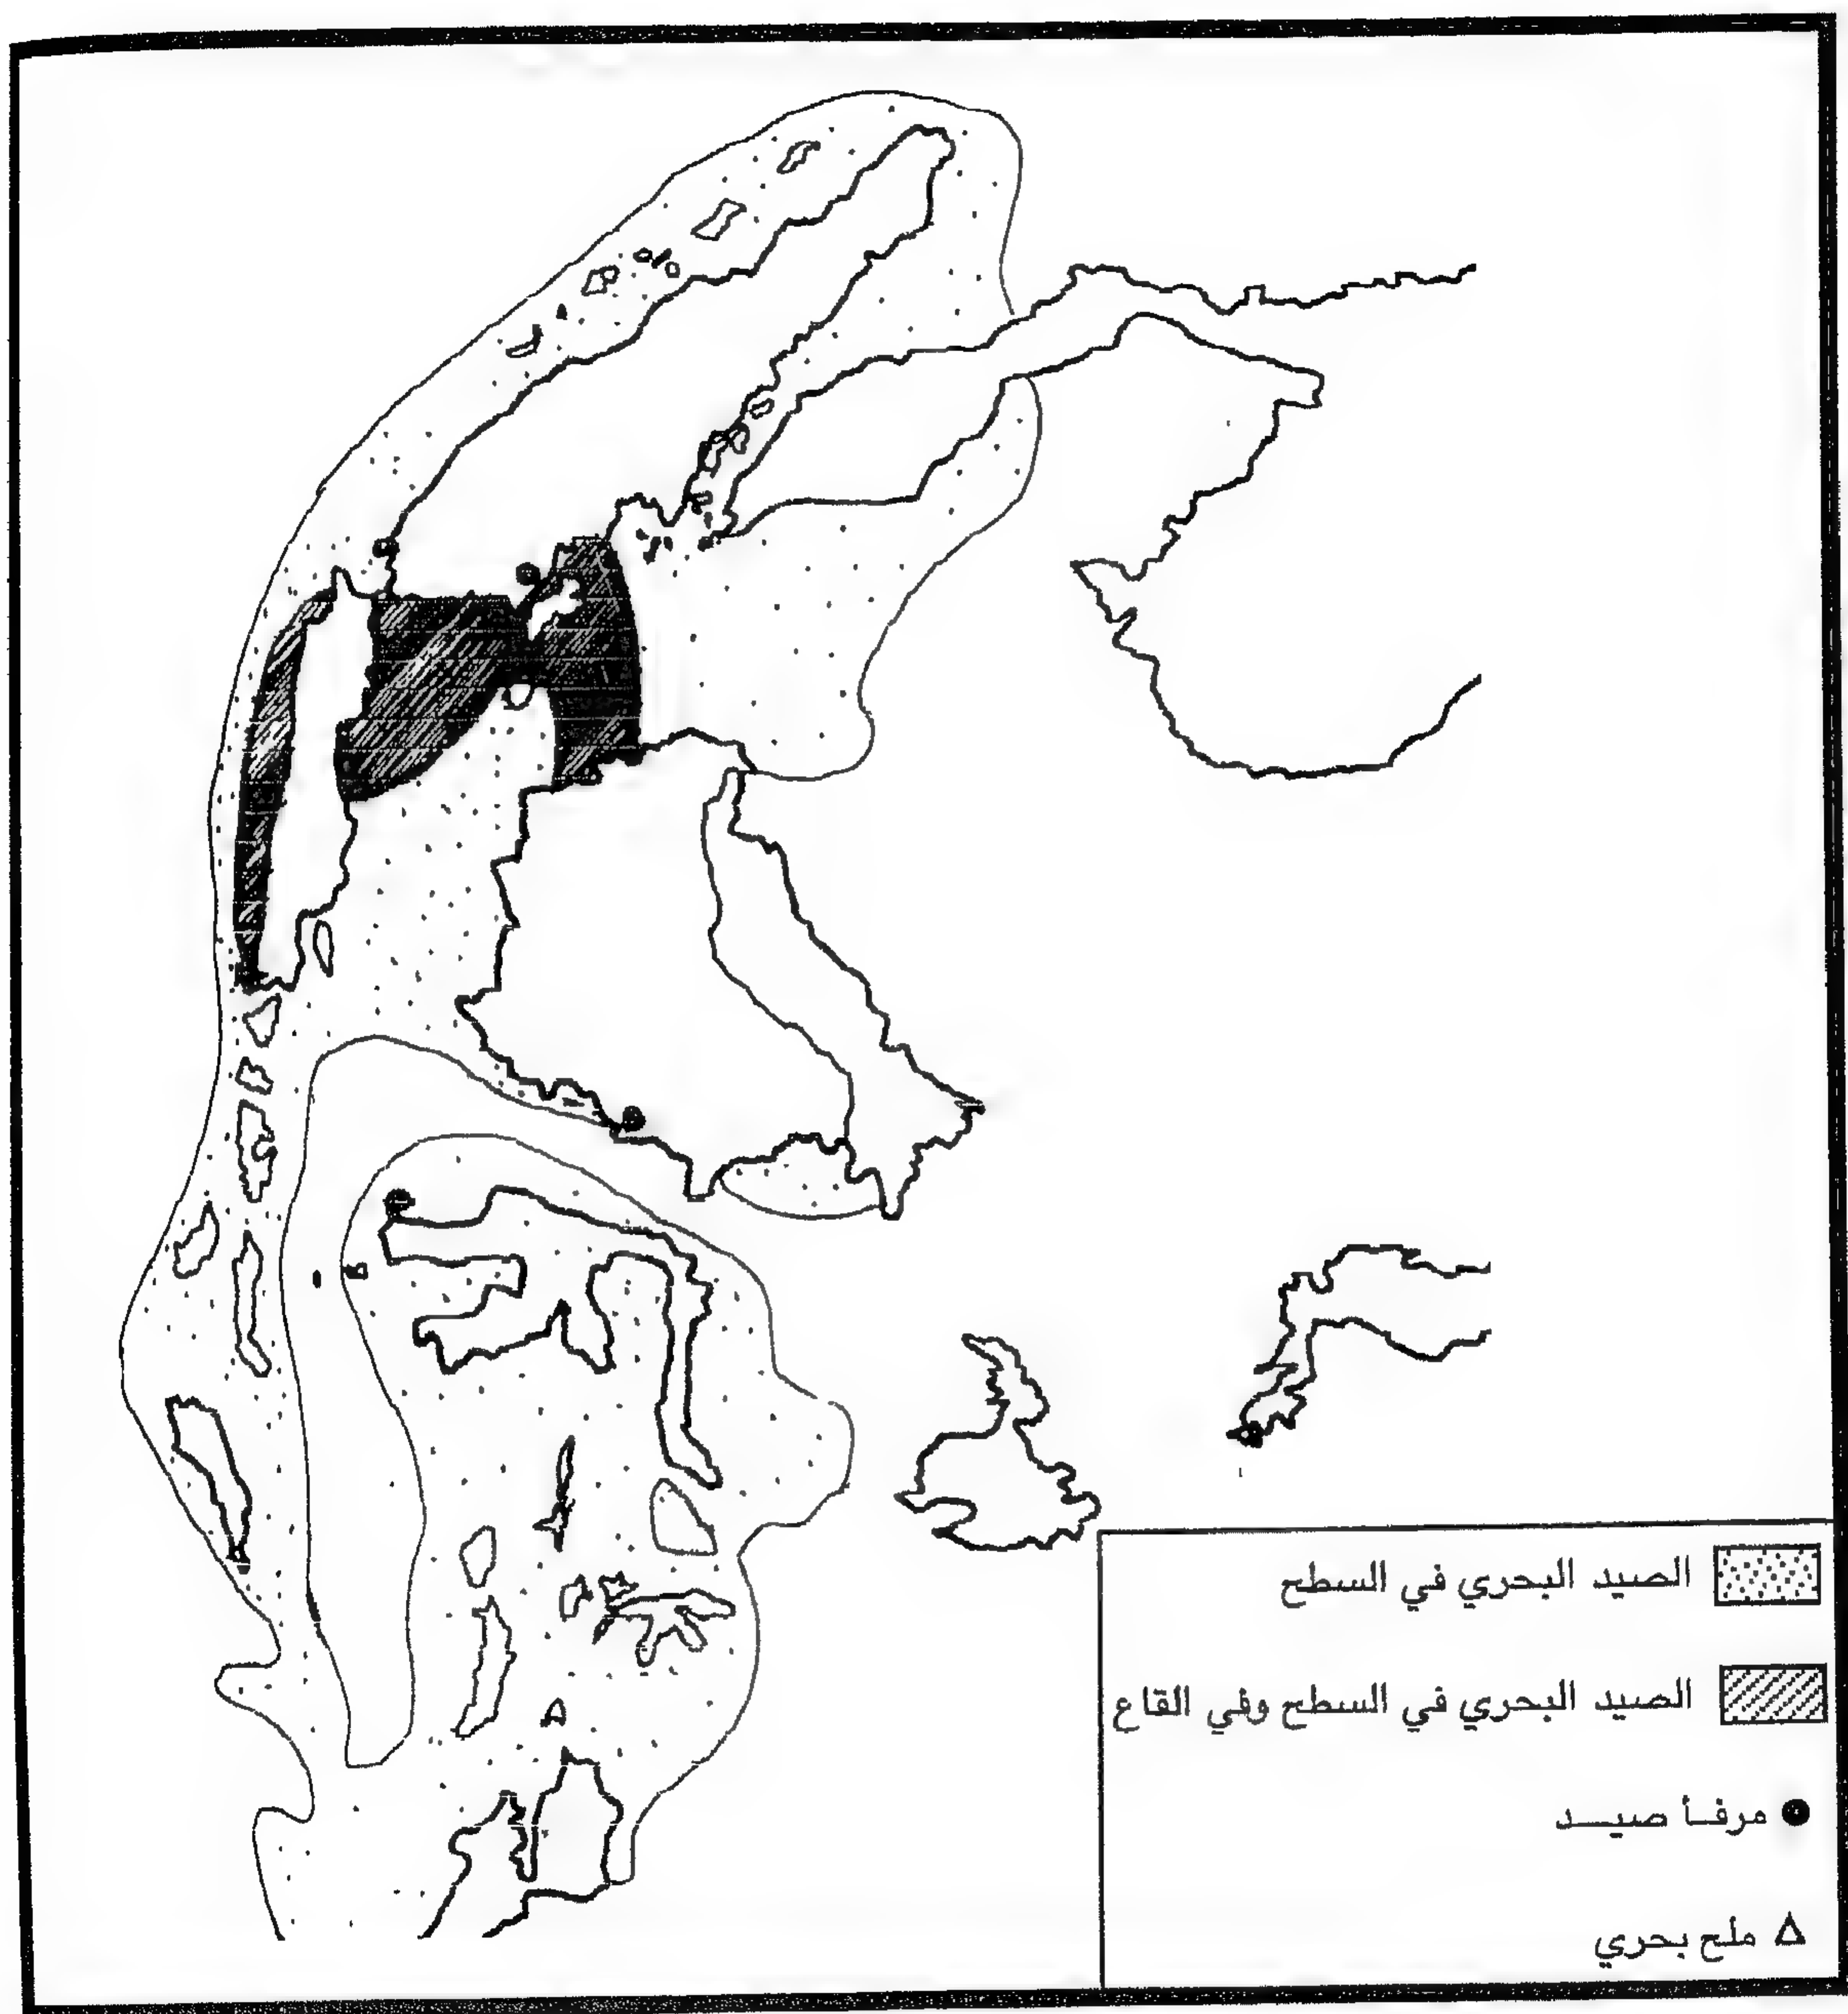 الصيد البحري في السطح
الصيد البحري في السطح وفي القاع
مرفأ صيد
ملح بحري